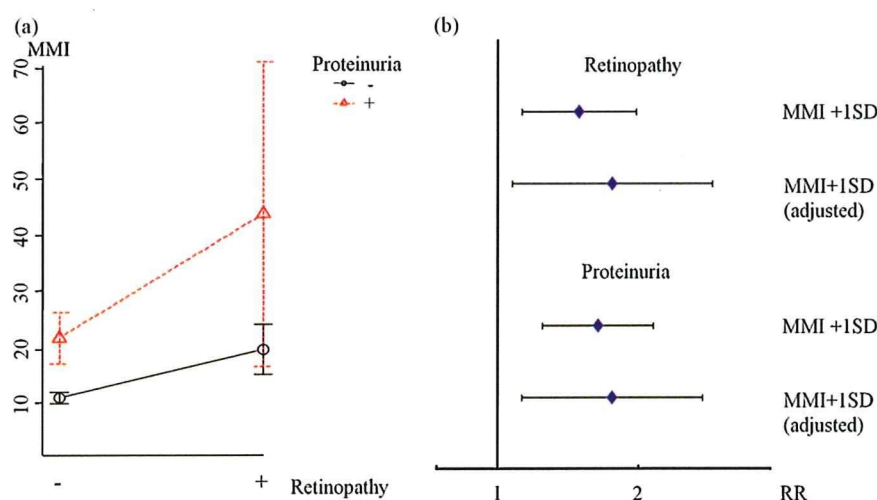 (a)
MMI
70
60
50
40
30
20
10
-
+
Retinopathy
Proteinuria
-
+
(b)
Retinopathy
MMI +1SD
MMI+1SD
(adjusted)
Proteinuria
MMI +1SD
MMI+1SD
(adjusted)
1
2
RR